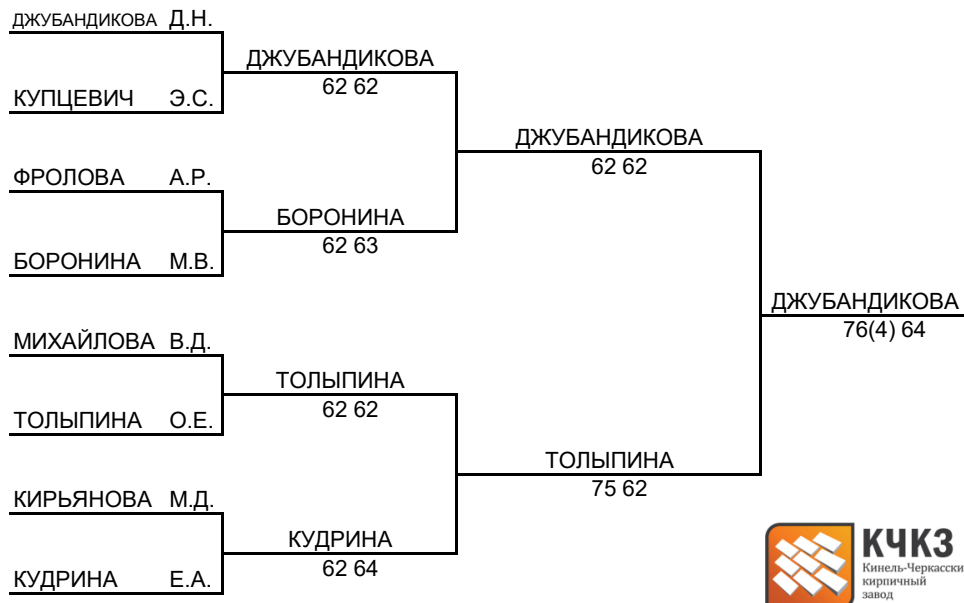 ДЖУБАНДИКОВА Д.Н.
ДЖУБАНДИКОВА
62 62
КУПЦЕВИЧ Э.С.
ДЖУБАНДИКОВА
62 62
ФРОЛОВА А.Р.
БОРОНИНА
62 63
БОРОНИНА М.В.
ДЖУБАНДИКОВА
76(4) 64
МИХАЙЛОВА В.Д.
ТОЛЫПИНА
62 62
ТОЛЫПИНА О.Е.
ТОЛЫПИНА
75 62
КИРЬЯНОВА М.Д.
КУДРИНА
62 64
КУДРИНА Е.А.
КЧКЗ
Кинель-Черкасски
кирпичный
завод